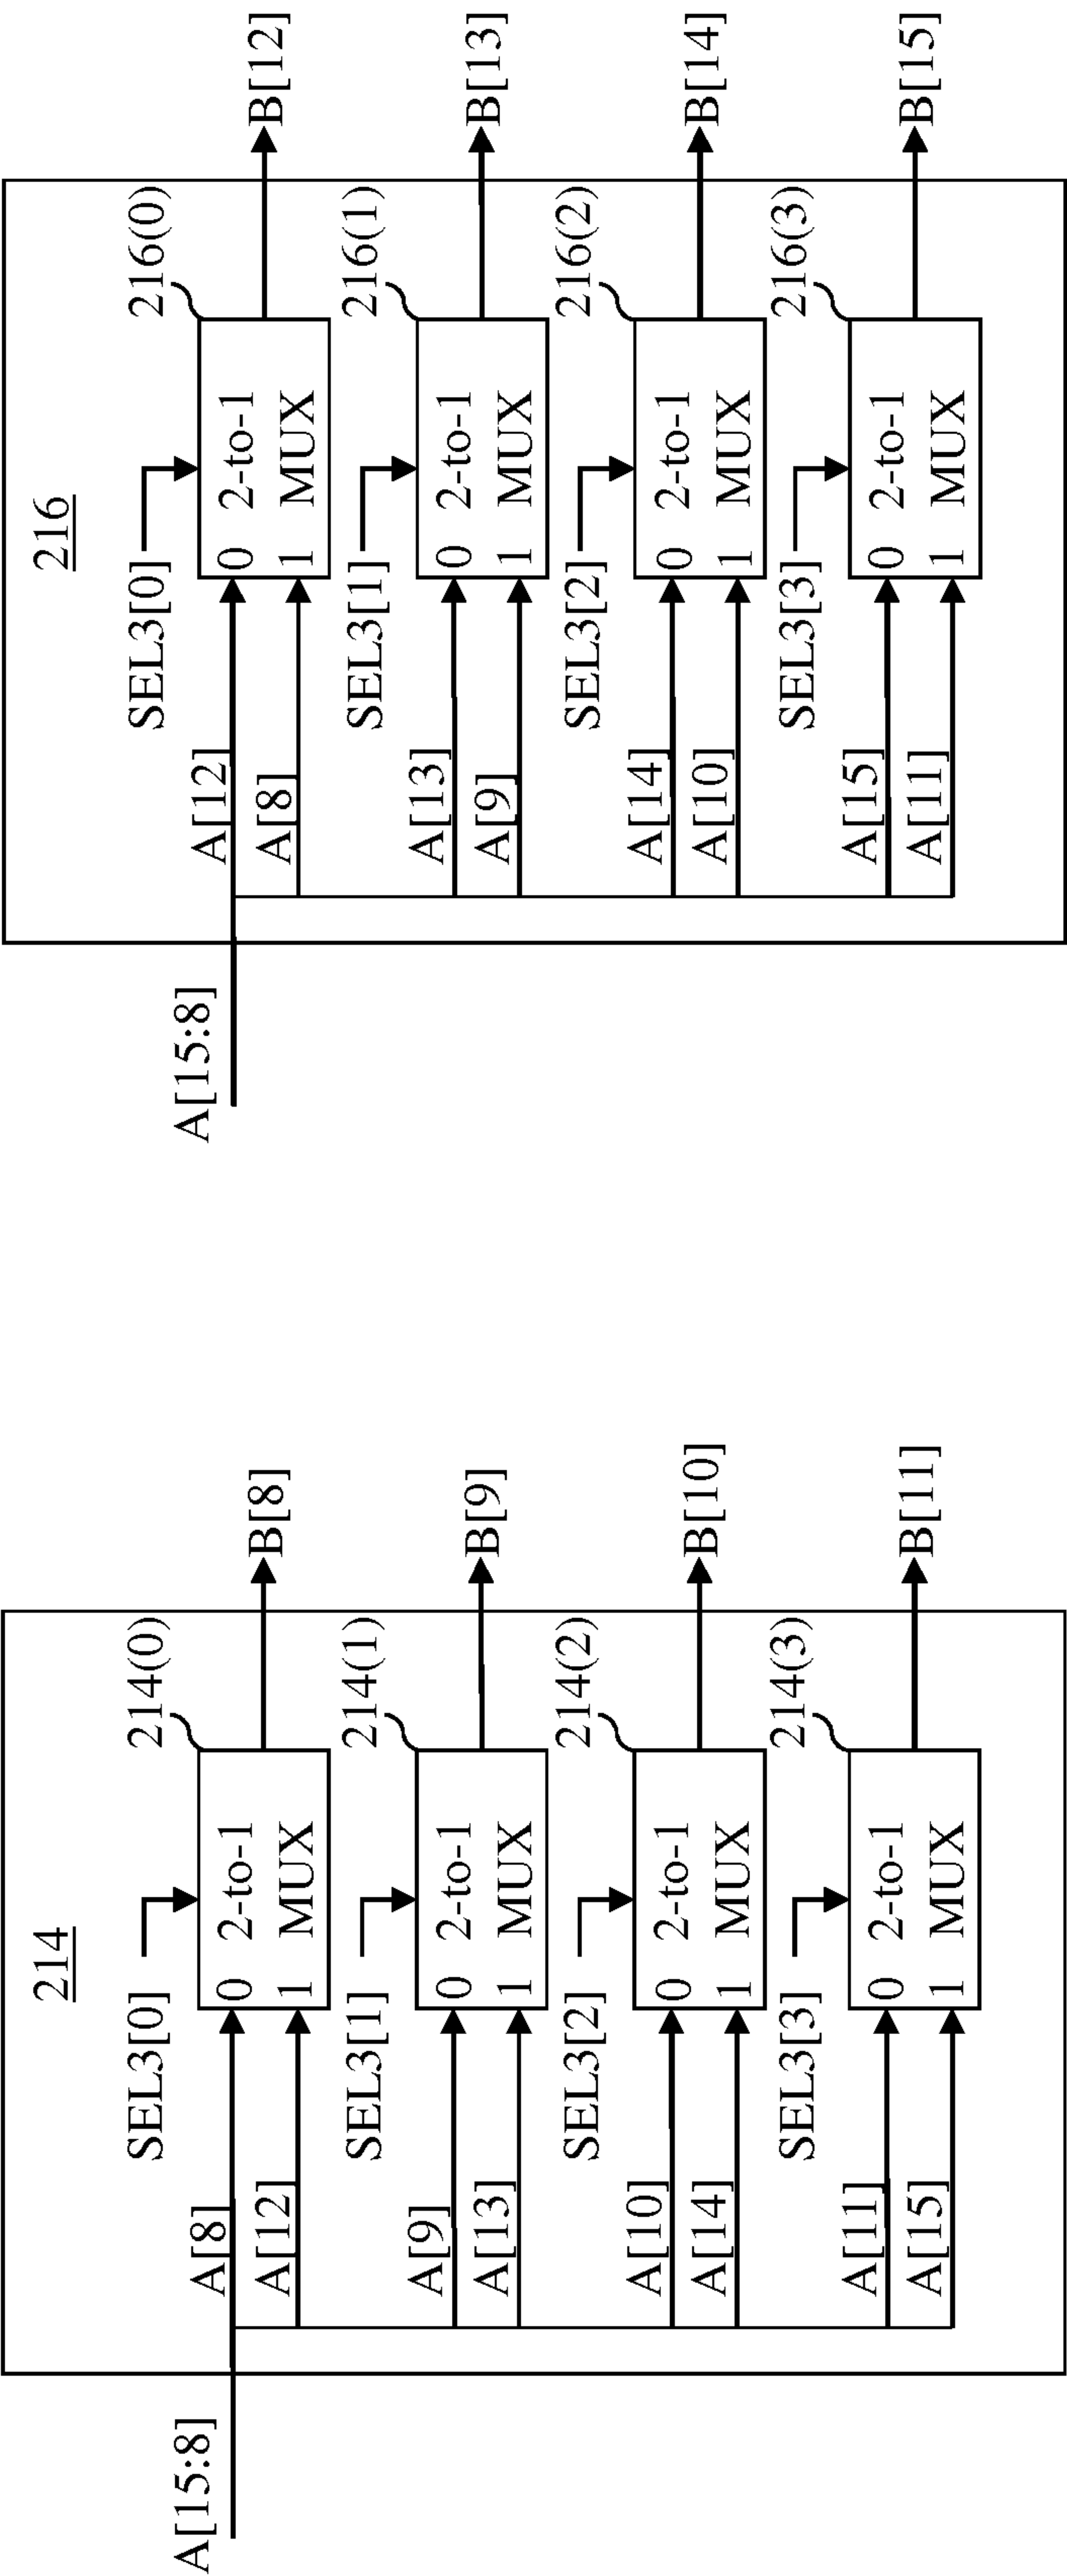 214
A[15:8]
SEL3[0]
214(0)
A[8]
0 2-to-1
A[12]
1 MUX
B[8]
SEL3[1]
214(1)
A[9]
0 2-to-1
A[13]
1 MUX
B[9]
SEL3[2]
214(2)
A[10]
0 2-to-1
A[14]
1 MUX
B[10]
SEL3[3]
214(3)
A[11]
0 2-to-1
A[15]
1 MUX
B[11]
216
A[15:8]
SEL3[0]
216(0)
A[12]
0 2-to-1
A[8]
1 MUX
B[12]
SEL3[1]
216(1)
A[13]
0 2-to-1
A[9]
1 MUX
B[13]
SEL3[2]
216(2)
A[14]
0 2-to-1
A[10]
1 MUX
B[14]
SEL3[3]
216(3)
A[15]
0 2-to-1
A[11]
1 MUX
B[15]